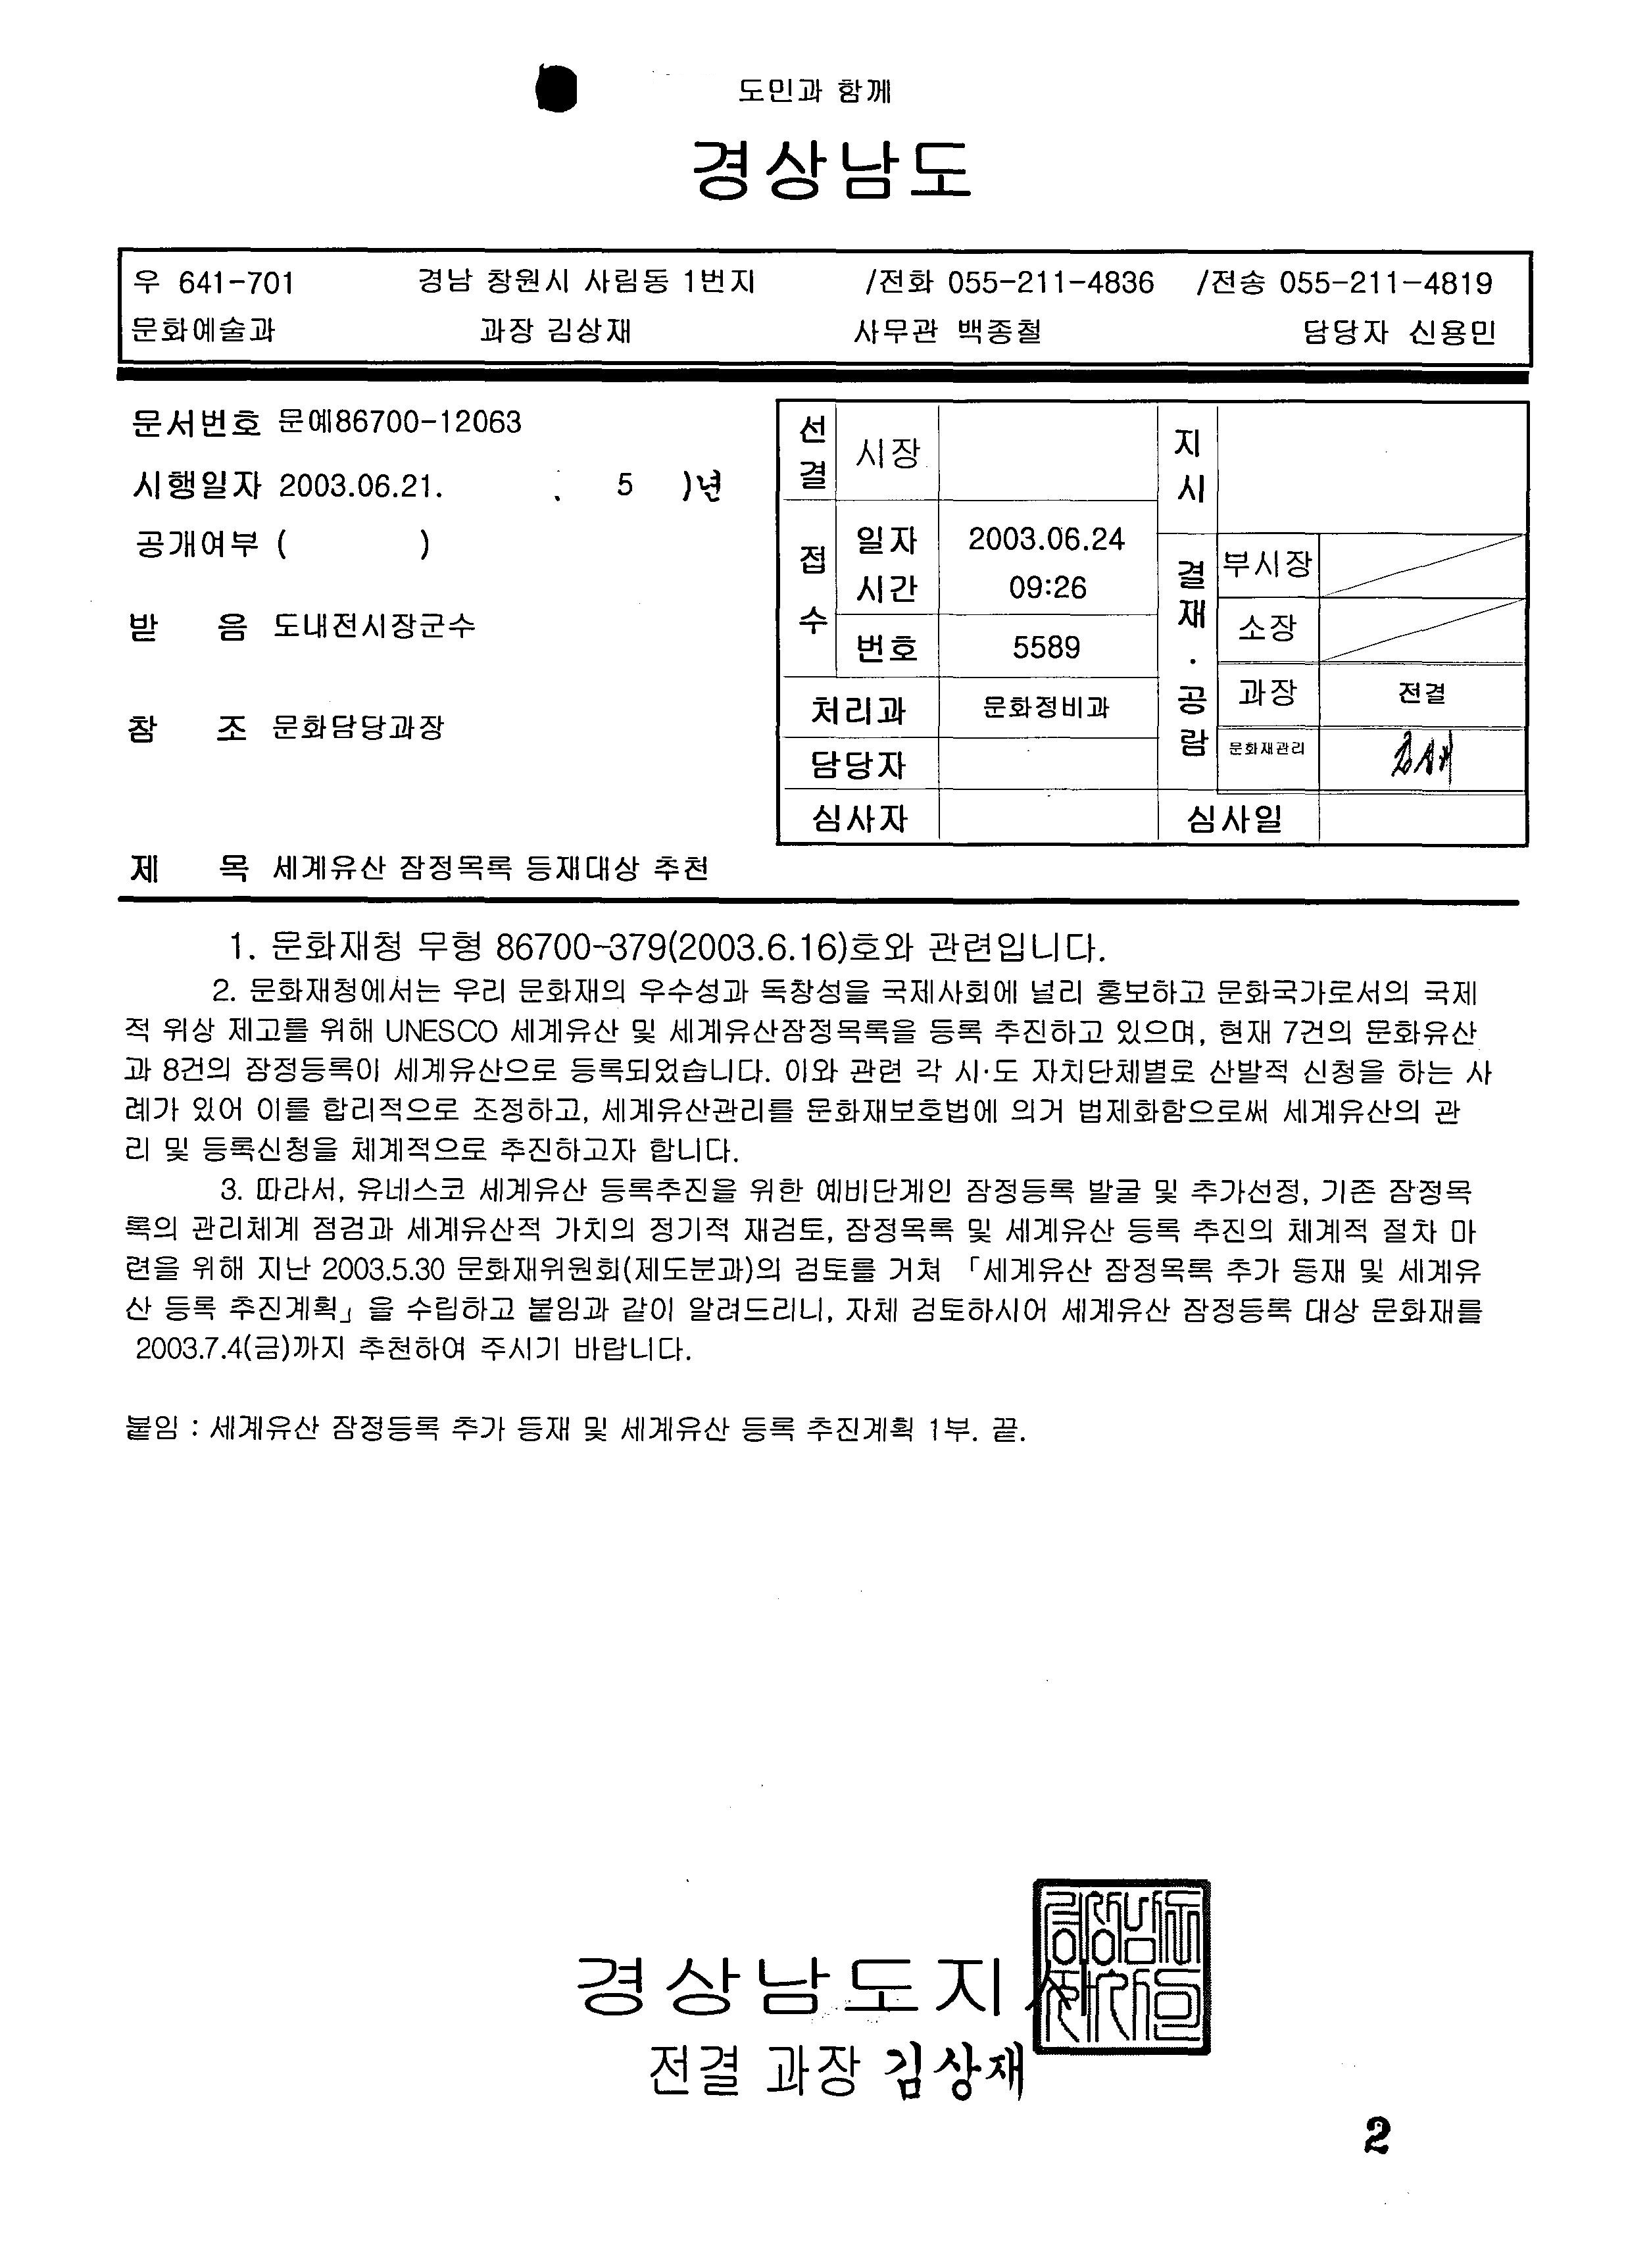 도민과 함께
경상남도
우 641-701 경남 창원시 사림동 1번지 /전화 055-211-4836 /전송 055-211-4819
문화예술과 과장 김상재 사무관 백종철 담당자 신용민
문서번호 문예86700-12063
시행일자 2003.06.21. . 5 )년
공개여부 ( )
받 음 도내전시장군수
참 조 문화담당과장
선결 시장 지시
접수 일자 시간 2003.06.24 09:26
번호 5589
처리과 문화정비과
담당자
심사자
결재·공람 부시장
소장
과장 전결
문화재관리
심사일
제 목 세계유산 잠정목록 등재대상 추천
1. 문화재청 무형 86700-379(2003.6.16)호와 관련입니다.
2. 문화재청에서는 우리 문화재의 우수성과 독창성을 국제사회에 널리 홍보하고 문화국가로서의 국제
적 위상 제고를 위해 UNESCO 세계유산 및 세계유산잠정목록을 등록 추진하고 있으며, 현재 7건의 문화유산
과 8건의 잠정등록이 세계유산으로 등록되었습니다. 이와 관련 각 시·도 자치단체별로 산발적 신청을 하는 사
례가 있어 이를 합리적으로 조정하고, 세계유산관리를 문화재보호법에 의거 법제화함으로써 세계유산의 관
리 및 등록신청을 체계적으로 추진하고자 합니다.
3. 따라서, 유네스코 세계유산 등록추진을 위한 예비단계인 잠정등록 발굴 및 추가선정, 기존 잠정목
록의 관리체계 점검과 세계유산적 가치의 정기적 재검토, 잠정목록 및 세계유산 등록 추진의 체계적 절차 마
련을 위해 지난 2003.5.30 문화재위원회(제도분과)의 검토를 거쳐 「세계유산 잠정목록 추가 등재 및 세계유
산 등록 추진계획」 을 수립하고 붙임과 같이 알려드리니, 자체 검토하시어 세계유산 잠정등록 대상 문화재를
2003.7.4(금)까지 추천하여 주시기 바랍니다.
붙임 : 세계유산 잠정등록 추가 등재 및 세계유산 등록 추진계획 1부. 끝.
경상남도지사
전결 과장 김상재
2